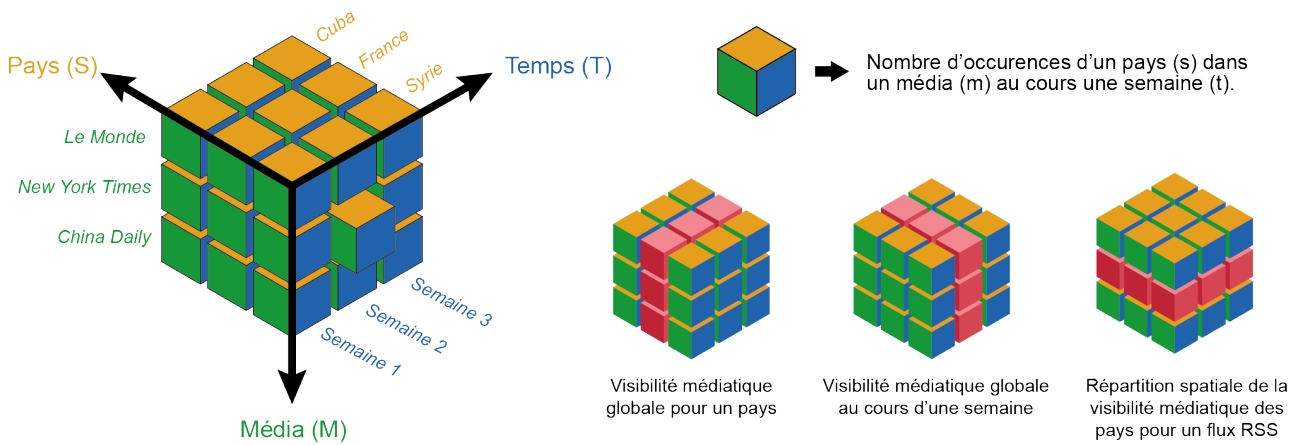 Pays (S)
Cuba
France
Syrie
Temps (T)
Le Monde
New York Times
China Daily
Semaine 3
Semaine 2
Semaine 1
Média (M)
Nombre d'occurences d'un pays (s) dans
un média (m) au cours une semaine (t).
Visibilité médiatique
globale pour un pays
Visibilité médiatique globale
au cours d'une semaine
Répartition spatiale de la
visibilité médiatique des
pays pour un flux RSS